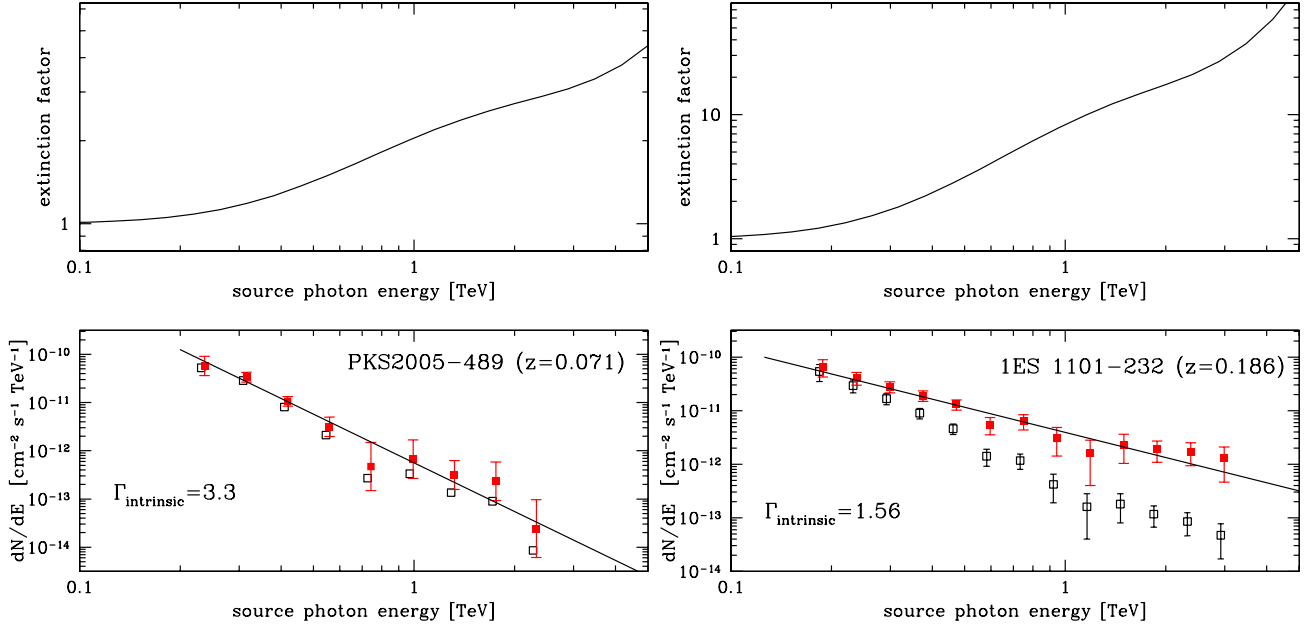 extinction factor
1
0.1
1
source photon energy [TeV]
extinction factor
10
1
0.1
1
source photon energy [TeV]
dN/dE [cm⁻² s⁻¹ TeV⁻¹]
10⁻¹⁰
10⁻¹¹
10⁻¹²
10⁻¹³
10⁻¹⁴
PKS2005−489 (z=0.071)
Γintrinsic=3.3
0.1
1
source photon energy [TeV]
dN/dE [cm⁻² s⁻¹ TeV⁻¹]
10⁻¹⁰
10⁻¹¹
10⁻¹²
10⁻¹³
10⁻¹⁴
1ES 1101−232 (z=0.186)
Γintrinsic=1.56
0.1
1
source photon energy [TeV]